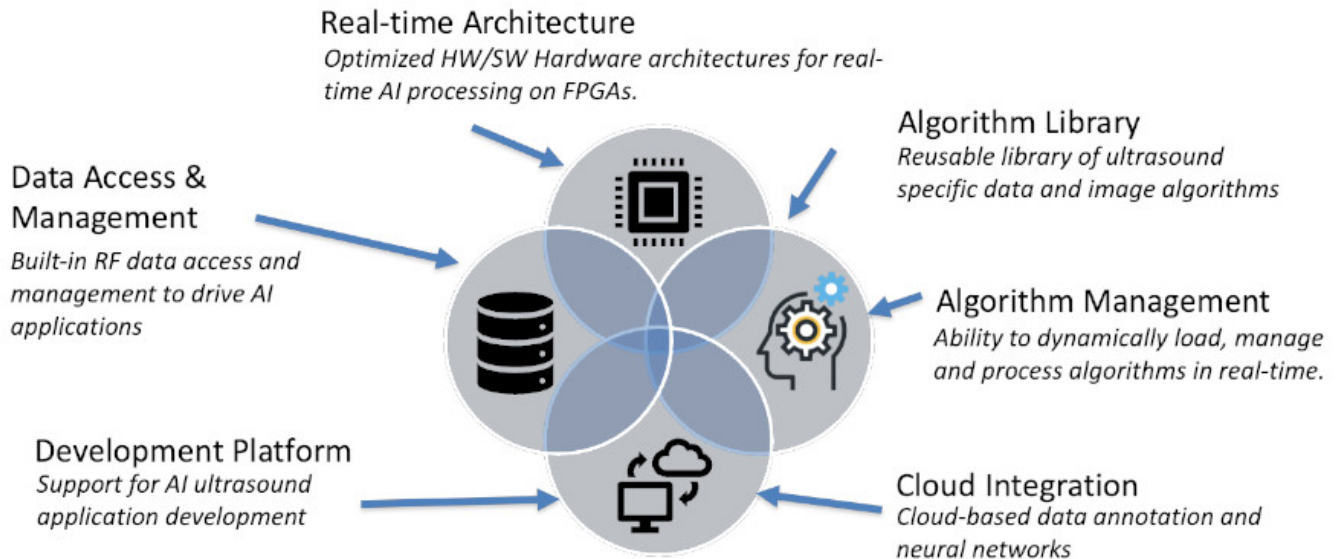 Real-time Architecture
Optimized HW/SW Hardware architectures for real-
time AI processing on FPGAs.
Algorithm Library
Reusable library of ultrasound
specific data and image algorithms
Data Access &
Management
Built-in RF data access and
management to drive AI
applications
Algorithm Management
Ability to dynamically load, manage
and process algorithms in real-time.
Development Platform
Support for AI ultrasound
application development
Cloud Integration
Cloud-based data annotation and
neural networks